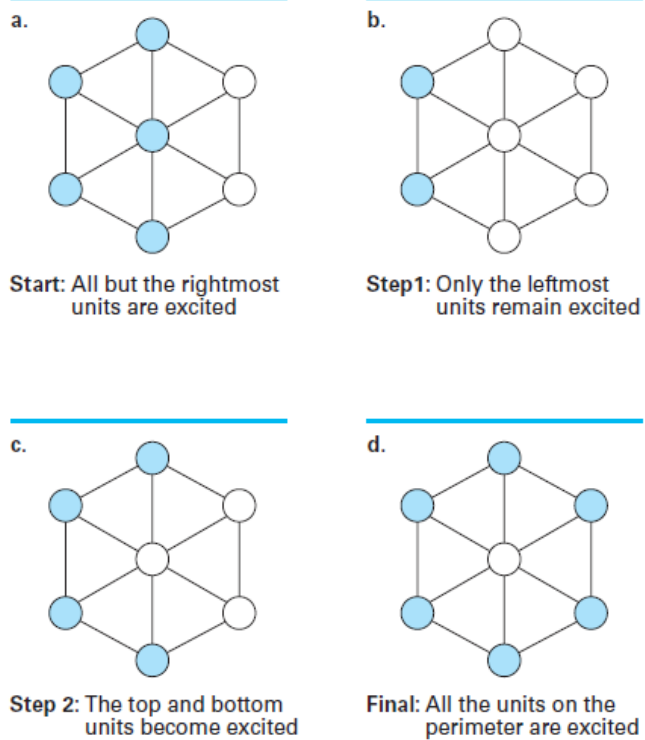 a.
b.
Start: All but the rightmost
units are excited
Step1: Only the leftmost
units remain excited
c.
d.
Step 2: The top and bottom
units become excited
Final: All the units on the
perimeter are excited